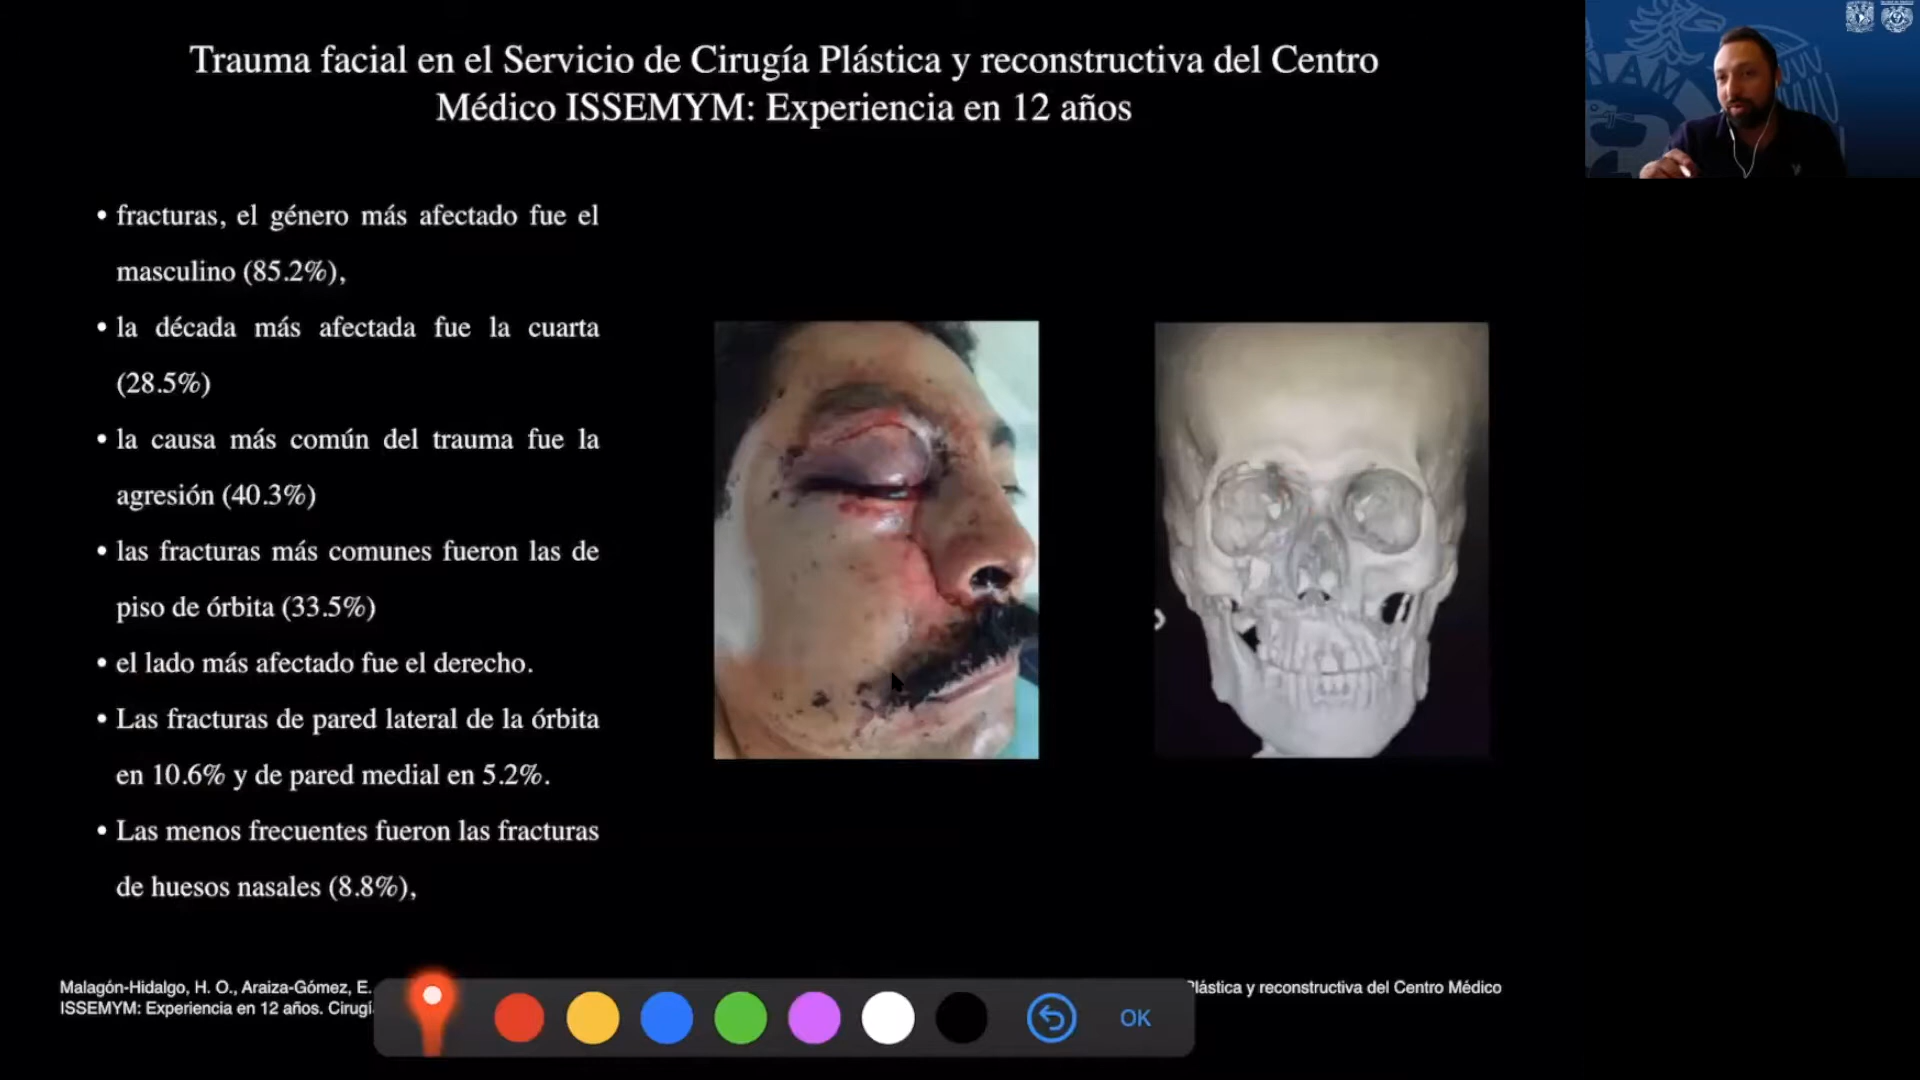 Trauma facial en el Servicio de Cirugía Plástica y reconstructiva del Centro
Médico ISSEMYM: Experiencia en 12 años
• fracturas, el género más afectado fue el
masculino (85.2%),
• la década más afectada fue la cuarta
(28.5%)
• la causa más común del trauma fue la
agresión (40.3%)
• las fracturas más comunes fueron las de
piso de órbita (33.5%)
• el lado más afectado fue el derecho.
• Las fracturas de pared lateral de la órbita
en 10.6% y de pared medial en 5.2%.
• Las menos frecuentes fueron las fracturas
de huesos nasales (8.8%),
Malagón-Hidalgo, H. O., Araiza-Gómez, E.
Plástica y reconstructiva del Centro Médico
ISSEMYM: Experiencia en 12 años. Cirugí
OK